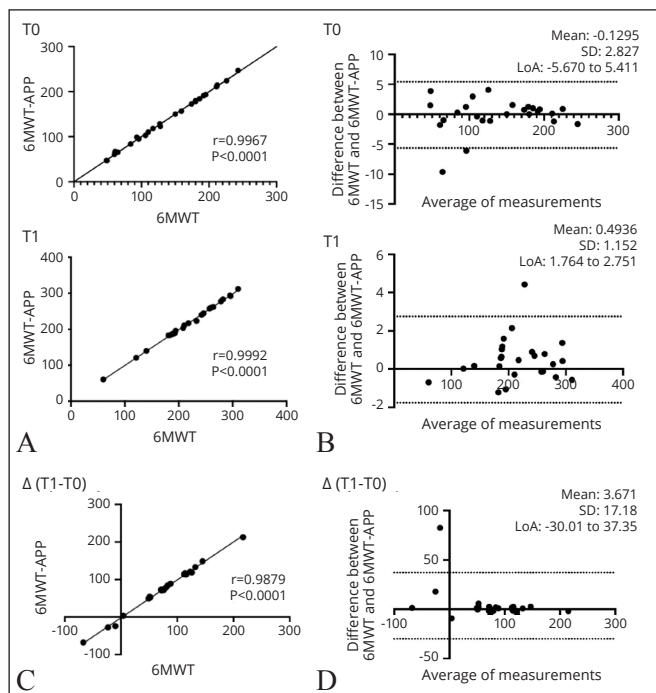 T0
300
200
100
0
0 100 200 300
6MWT-APP
6MWT
r=0.9967
P<0.0001
Mean: -0.1295
SD: 2.827
LoA: -5.670 to 5.411
10
5
0
-5
-10
-15
100 200 300
Difference between
6MWT and 6MWT-APP
Average of measurements
T1
400
300
200
100
0
0 100 200 300 400
6MWT-APP
6MWT
r=0.9992
P<0.0001
A
T1
Mean: 0.4936
SD: 1.152
LoA: 1.764 to 2.751
6
4
2
0
-2
100 200 300 400
Difference between
6MWT and 6MWT-APP
Average of measurements
B
Δ (T1-T0)
300
200
100
-100
-100 0 100 200 300
6MWT-APP
6MWT
r=0.9879
P<0.0001
C
Δ (T1-T0)
Mean: 3.671
SD: 17.18
LoA: -30.01 to 37.35
100
50
-50
-100 0 100 200 300
Difference between
6MWT and 6MWT-APP
Average of measurements
D